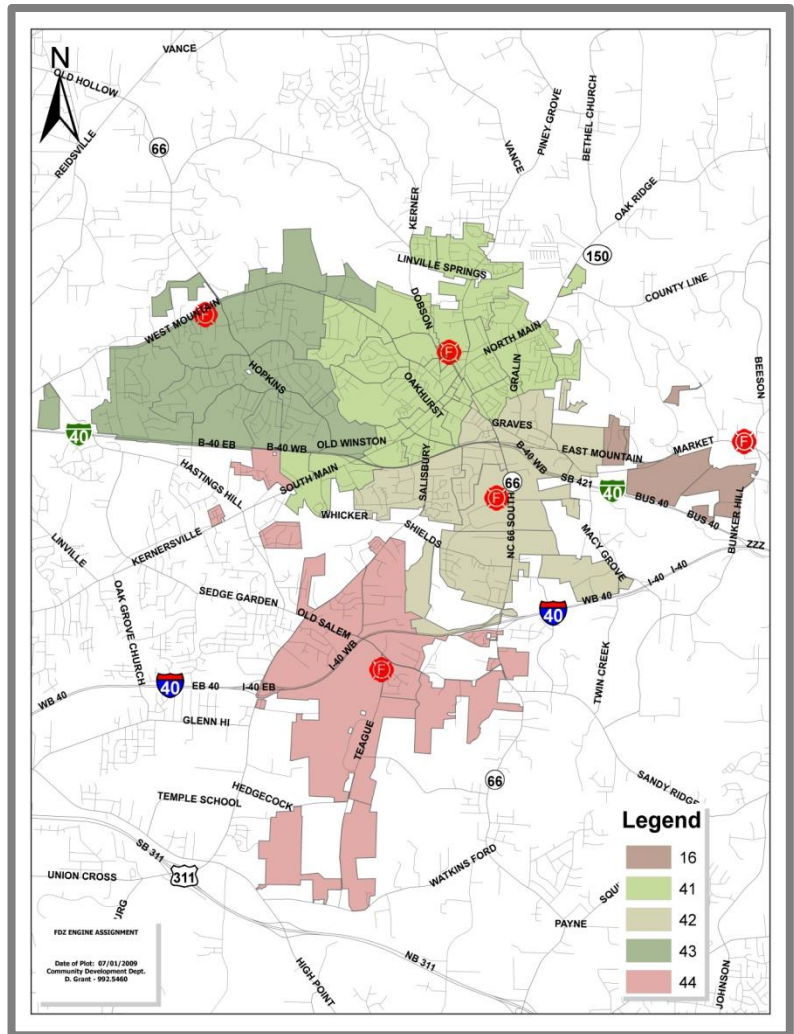 VANCE
N
OLD HOLLOW
66
REIDSVILLE
VANCE
PINEY GROVE
BETHEL CHURCH
OAK RIDGE
KERNER
LINVILLE SPRINGS
150
COUNTY LINE
WEST MOUNTAIN
F
DOBSON
NORTH MAIN
F
GRALIN
BEESON
HOPKINS
OAKHURST
40
B-40 EB
B-40 WB
OLD WINSTON
GRAVES
B-40 WB
EAST MOUNTAIN
MARKET
F
HASTINGS HILL
SOUTH MAIN
SALISBURY
66
SB 421
40
BUS 40
BUS 40
BUNKER HILL
F
WHICKER
SHIELDS
NC 66 SOUTH
MACY GROVE
ZZZ
LINVILLE
KERNERSVILLE
I-40
I-40
WB 40
SEDGE GARDEN
OLD SALEM
40
OAK GROVE CHURCH
I-40 WB
F
TWIN CREEK
WB 40
40
EB 40
I-40 EB
GLENN HI
TEAGUE
66
SANDY RIDGE
TEMPLE SCHOOL
HEDGECOCK
SB 311
UNION CROSS
311
WATKINS FORD
PAYNE
SQU
JRG
NB 311
HIGH POINT
JOHNSON
Legend
16
41
42
43
44
FDZ ENGINE ASSIGNMENT
Date of Plot: 07/01/2009
Community Development Dept.
D. Grant - 992.5460